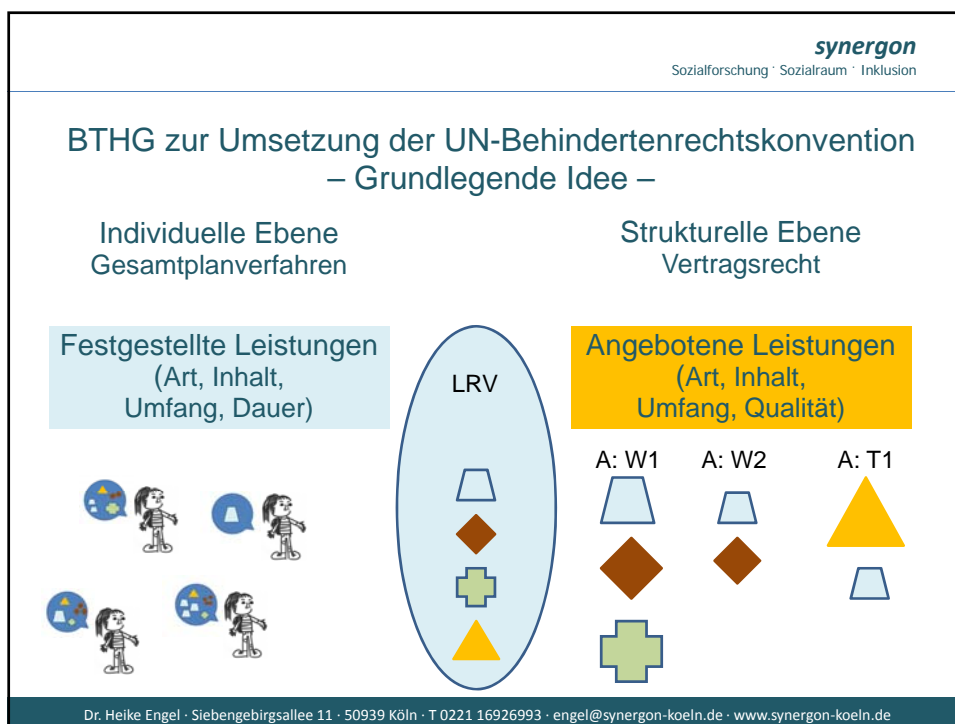 synergon
Sozialforschung · Sozialraum · Inklusion
BTHG zur Umsetzung der UN-Behindertenrechtskonvention
– Grundlegende Idee –
Individuelle Ebene
Gesamtplanverfahren
Strukturelle Ebene
Vertragsrecht
Festgestellte Leistungen
(Art, Inhalt,
Umfang, Dauer)
LRV
Angebotene Leistungen
(Art, Inhalt,
Umfang, Qualität)
A: W1
A: W2
A: T1
Dr. Heike Engel · Siebengebirgsallee 11 · 50939 Köln · T 0221 16926993 · engel@synergon-koeln.de · www.synergon-koeln.de